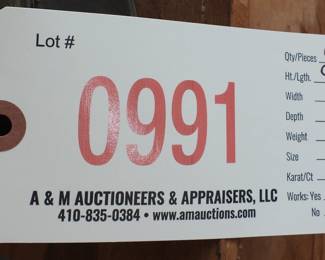 Lot #
0991
A & M AUCTIONEERS & APPRAISERS, LLC
410-835-0384 • www.amauctions.com
Qty/Pieces
Ht./Lgth.
Width
Depth
Weight
Size
Karat/Ct
Works: Yes
No